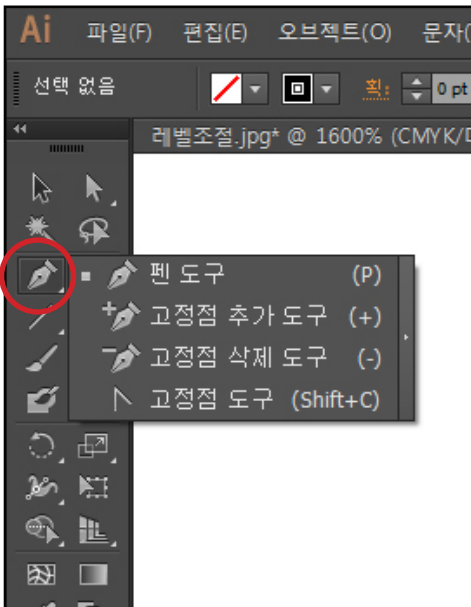 Ai 파일(F) 편집(E) 오브젝트(O) 문자(
선택 없음 획: 0 pt
레벨조절.jpg* @ 1600% (CMYK/
펜 도구 (P)
고정점 추가 도구 (+)
고정점 삭제 도구 (-)
고정점 도구 (Shift+C)